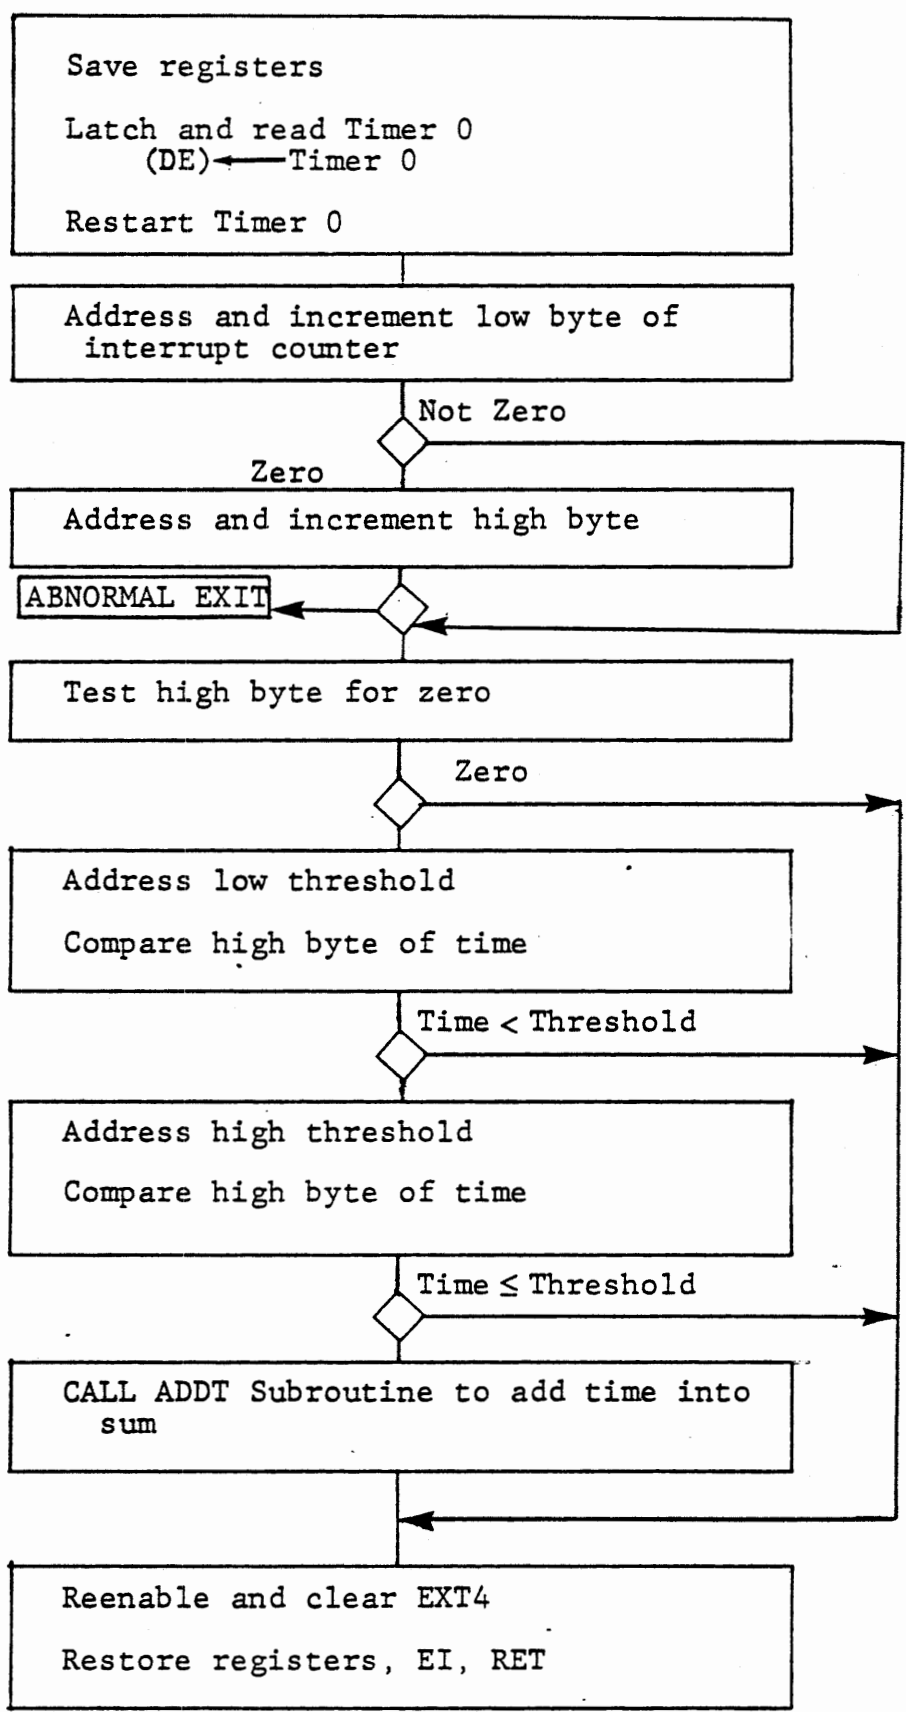 Save registers
Latch and read Timer 0
(DE)←Timer 0
Restart Timer 0
Address and increment low byte of
interrupt counter
Not Zero
Zero
Address and increment high byte
ABNORMAL EXIT
Test high byte for zero
Zero
Address low threshold
Compare high byte of time
Time < Threshold
Address high threshold
Compare high byte of time
Time ≤ Threshold
CALL ADDT Subroutine to add time into
sum
Reenable and clear EXT4
Restore registers, EI, RET